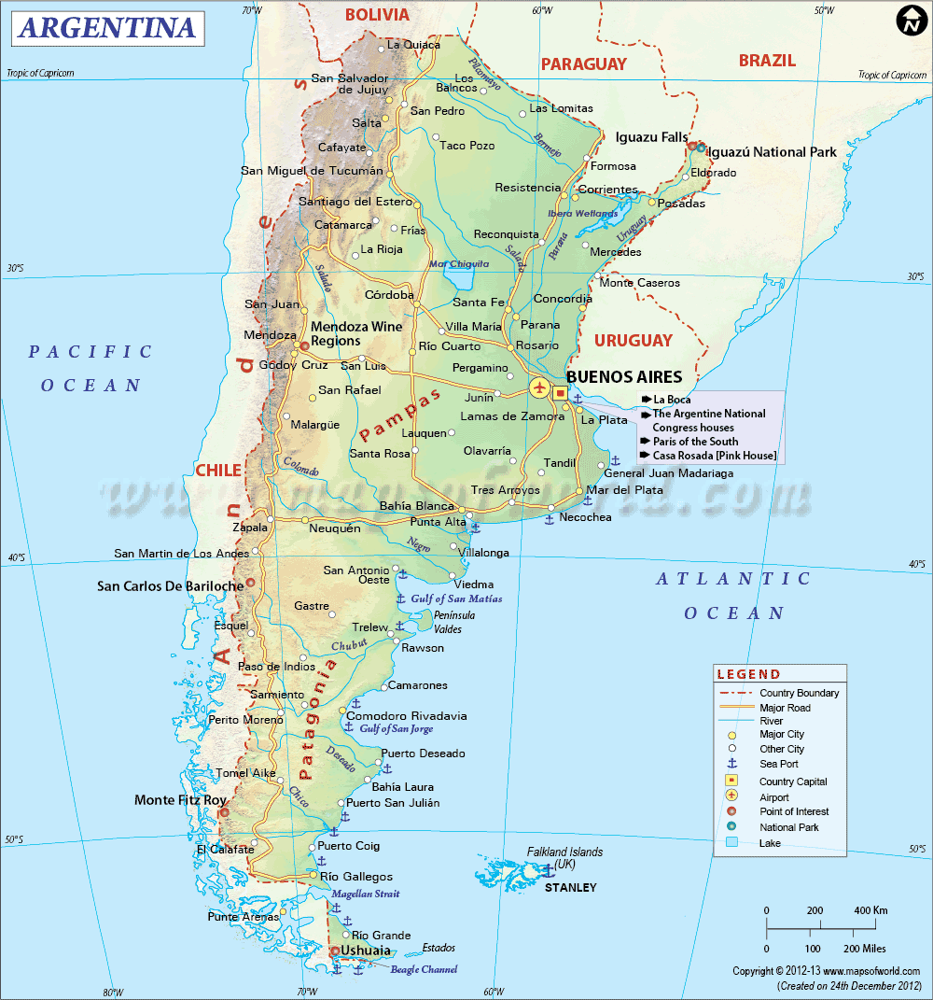 ARGENTINA
70°W
60°W
50°W
N
BOLIVIA
La Quiaca
PARAGUAY
BRAZIL
Tropic of Capricorn
Tropic of Capricorn
San Salvador
de Jujuy
Pilcomayo
Los
Balncos
San Pedro
Las Lomitas
Salta
Cafayate
Taco Pozo
Bermejo
Iguazu Falls
Iguazú National Park
San Miguel de Tucumán
Formosa
Eldorado
Resistencia
Corrientes
Posadas
Santiago del Estero
Ibera Wetlands
Catamarca
Frías
Reconquista
Uruguay
La Rioja
Salado
Parana
Mercedes
Mar Chiquita
Salado
30°S
30°S
Monte Caseros
San Juan
Córdoba
Santa Fe
Concordia
Mendoza
Mendoza Wine
Regions
Villa María
Parana
URUGUAY
Godoy Cruz
San Luis
Río Cuarto
Rosario
PACIFIC
OCEAN
Pergamino
BUENOS AIRES
San Rafael
Junín
La Boca
Pampas
Lamas de Zamora
La Plata
The Argentine National
Congress houses
Malargüe
Lauquen
Paris of the South
Santa Rosa
Olavarría
Tandil
Casa Rosada [Pink House]
CHILE
Colorado
General Juan Madariaga
www.mapsofworld.com
Tres Arroyos
Mar del Plata
Bahía Blanca
Necochea
Zapala
Neuquén
Punta Alta
Negro
San Martin de Los Andes
Villalonga
40°S
40°S
San Antonio
Oeste
Viedma
San Carlos De Bariloche
ATLANTIC
OCEAN
Gastre
Gulf of San Matías
Península
Valdes
Esquel
Trelew
Chubut
Rawson
Andes
Paso de Indios
Patagonia
Camarones
Sarmiento
Perito Moreno
Comodoro Rivadavia
Gulf of San Jorge
Deseado
Puerto Deseado
Tomel Aike
Bahía Laura
Chico
Monte Fitz Roy
Puerto San Julián
50°S
50°S
El Calafate
Puerto Coig
Falkland Islands
(UK)
Río Gallegos
STANLEY
Magellan Strait
Punte Arenas
Río Grande
Ushuaia
Estados
Beagle Channel
80°W
70°W
60°W
LEGEND
Country Boundary
Major Road
River
Major City
Other City
Sea Port
Country Capital
Airport
Point of Interest
National Park
Lake
0 200 400 Km
0 100 200 Miles
Copyright © 2012-13 www.mapsofworld.com
(Created on 24th December 2012)